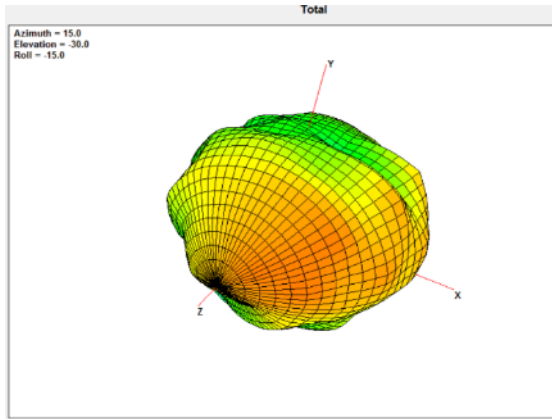 Total
Azimuth = 15.0
Elevation = -30.0
Roll = -15.0
Y
X
Z